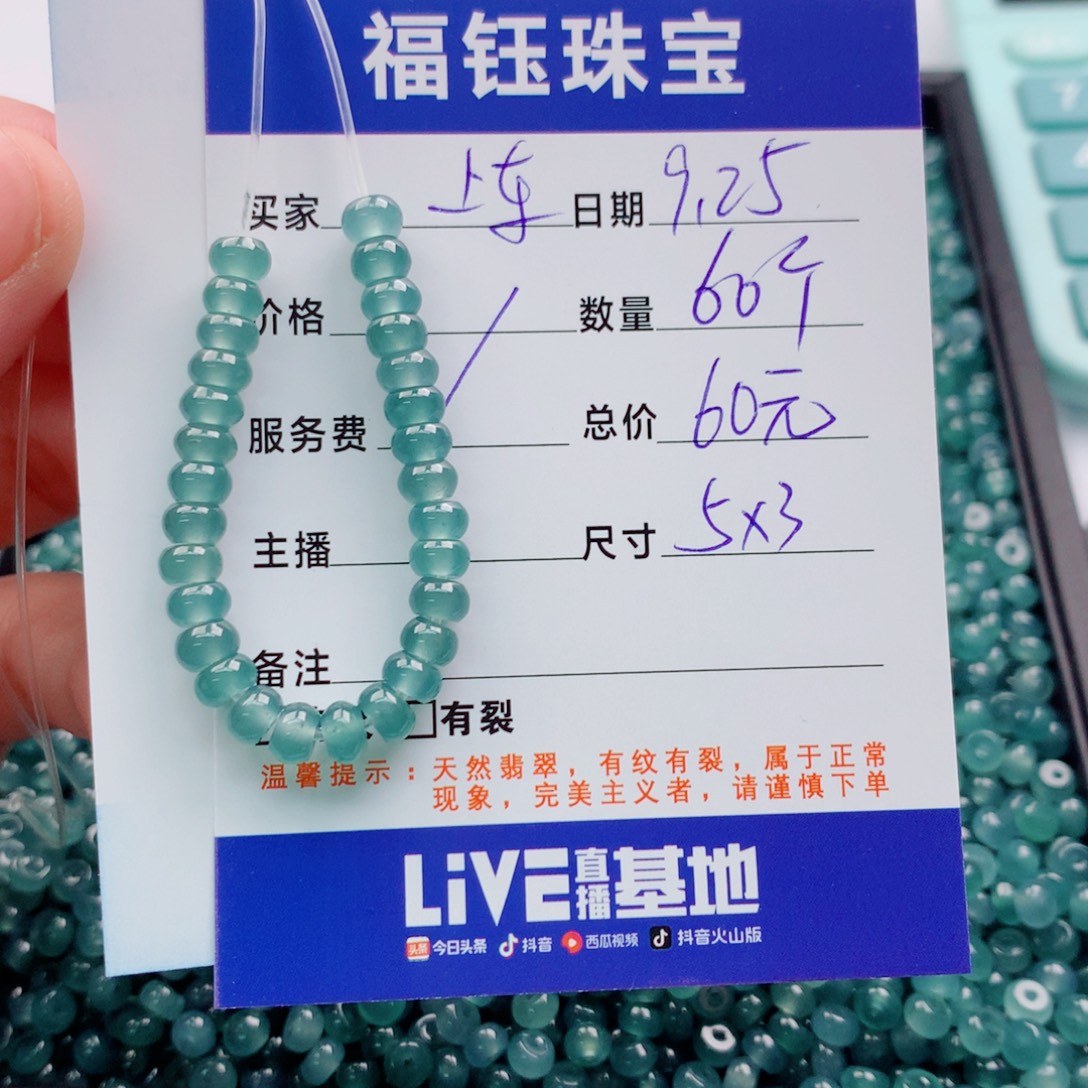 福钰珠宝
买家 上车 日期 9.25
价格 数量 60个
服务费 总价 60元
主播 尺寸 5x3
备注
有裂
温馨提示：天然翡翠，有纹有裂，属于正常
现象，完美主义者，请谨慎下单
LiVE直播基地
头条 今日头条 抖音 西瓜视频 抖音火山版
7